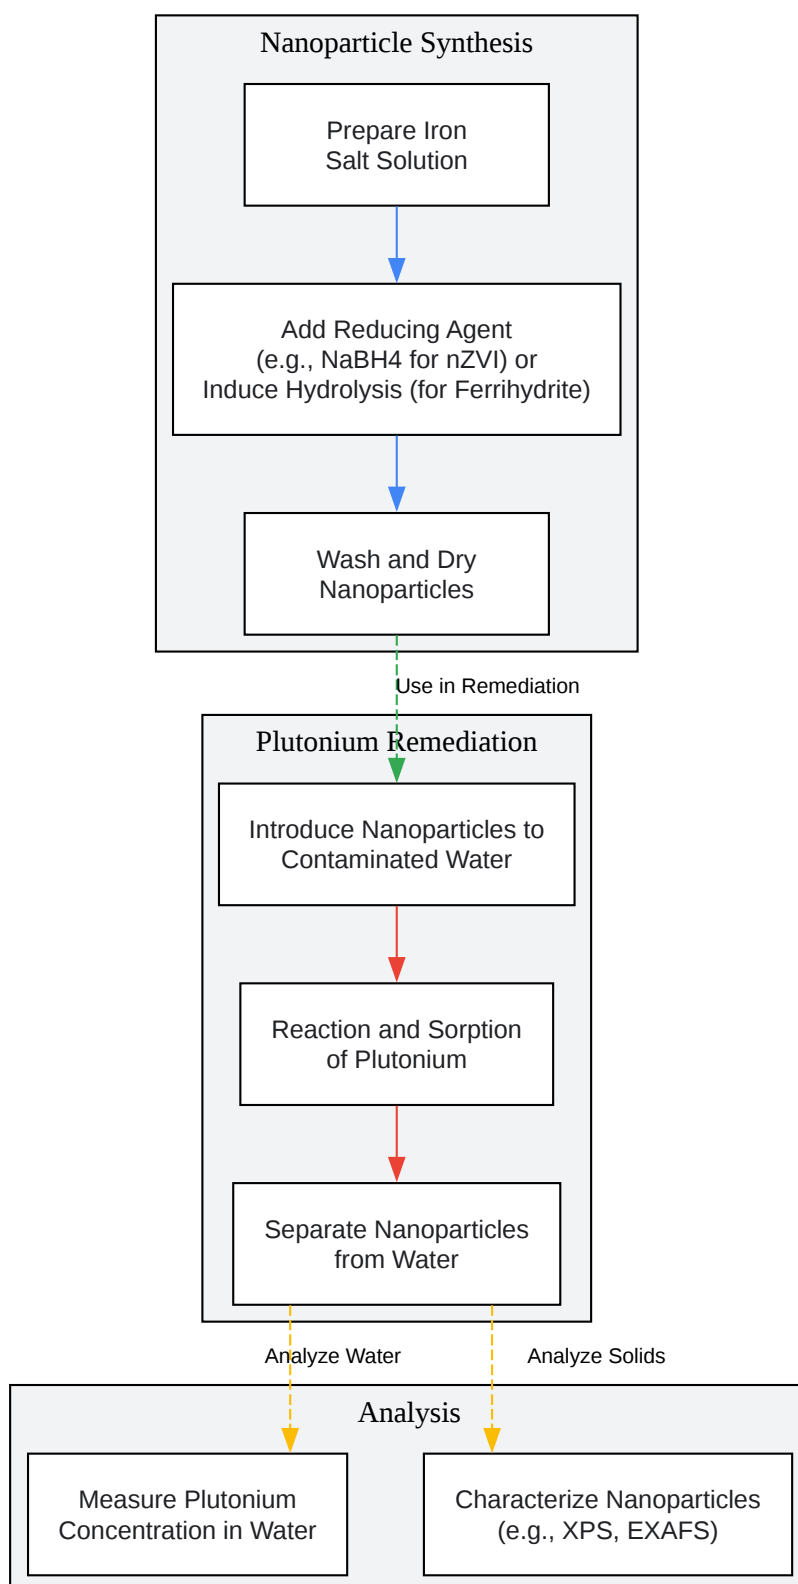 Nanoparticle Synthesis
Prepare Iron
Salt Solution
Add Reducing Agent
(e.g., NaBH4 for nZVI) or
Induce Hydrolysis (for Ferrihydrite)
Wash and Dry
Nanoparticles
Use in Remediation
Plutonium Remediation
Introduce Nanoparticles to
Contaminated Water
Reaction and Sorption
of Plutonium
Separate Nanoparticles
from Water
Analyze Water
Analyze Solids
Analysis
Measure Plutonium
Concentration in Water
Characterize Nanoparticles
(e.g., XPS, EXAFS)